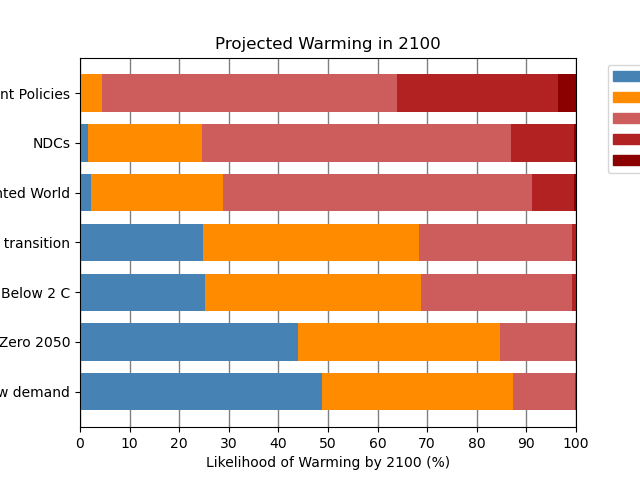 Projected Warming in 2100
nt Policies
NDCs
nted World
transition
Below 2 C
Zero 2050
w demand
0 10 20 30 40 50 60 70 80 90 100
Likelihood of Warming by 2100 (%)